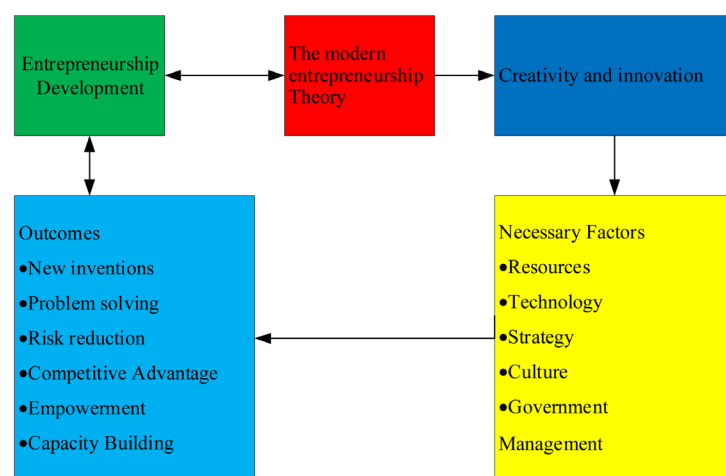 Entrepreneurship
Development
The modern
entrepreneurship
Theory
Creativity and innovation
Outcomes
●New inventions
●Problem solving
●Risk reduction
●Competitive Advantage
●Empowerment
●Capacity Building
Necessary Factors
●Resources
●Technology
●Strategy
●Culture
●Government
Management